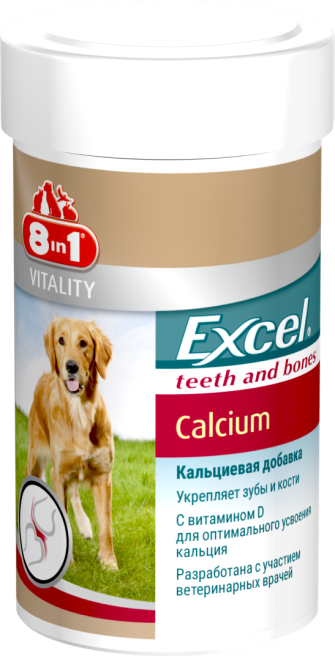 8in1®
VITALITY
Excel®
teeth and bones
Calcium
Кальциевая добавка
Укрепляет зубы и кости
С витамином D
для оптимального усвоения
кальция
Разработана с участием
ветеринарных врачей